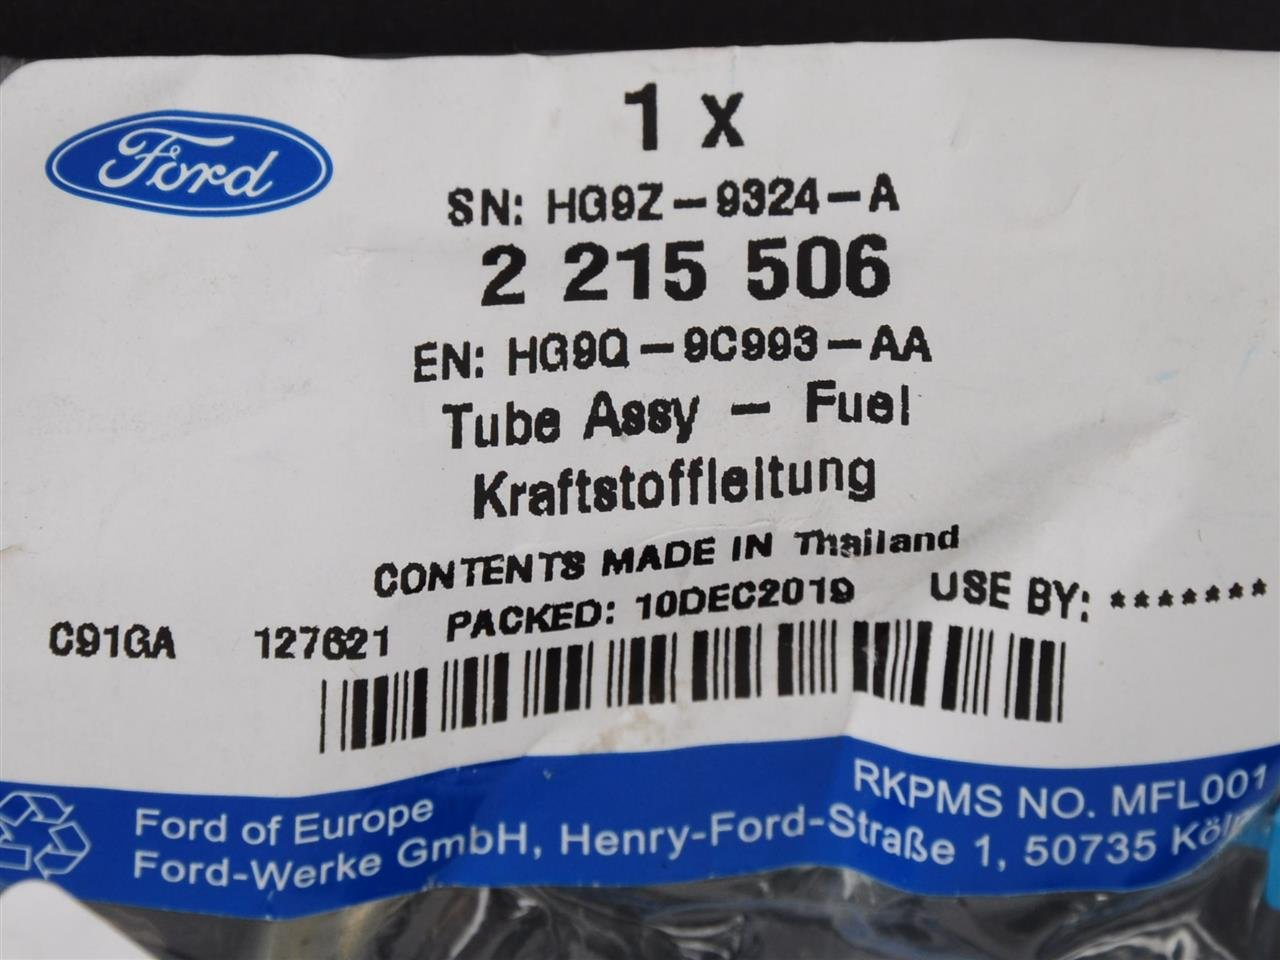 Ford
1 x
SN: HG9Z-9324-A
2 215 506
EN: HG9Q-9C993-AA
Tube Assy - Fuel
Kraftstoffleitung
CONTENTS MADE IN Thailand
C91GA 127621 PACKED: 10DEC2019 USE BY: *******
RKPMS NO. MFL001
Ford of Europe
Ford-Werke GmbH, Henry-Ford-Straße 1, 50735 Köln